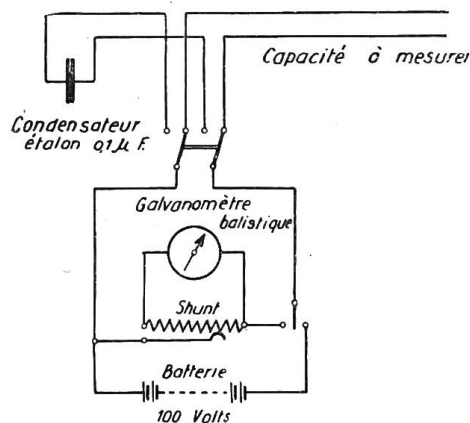 Capacité à mesurer
Condensateur
étalon 0,1 µ F.
Galvanomètre
balistique
Shunt
Batterie
100 Volts